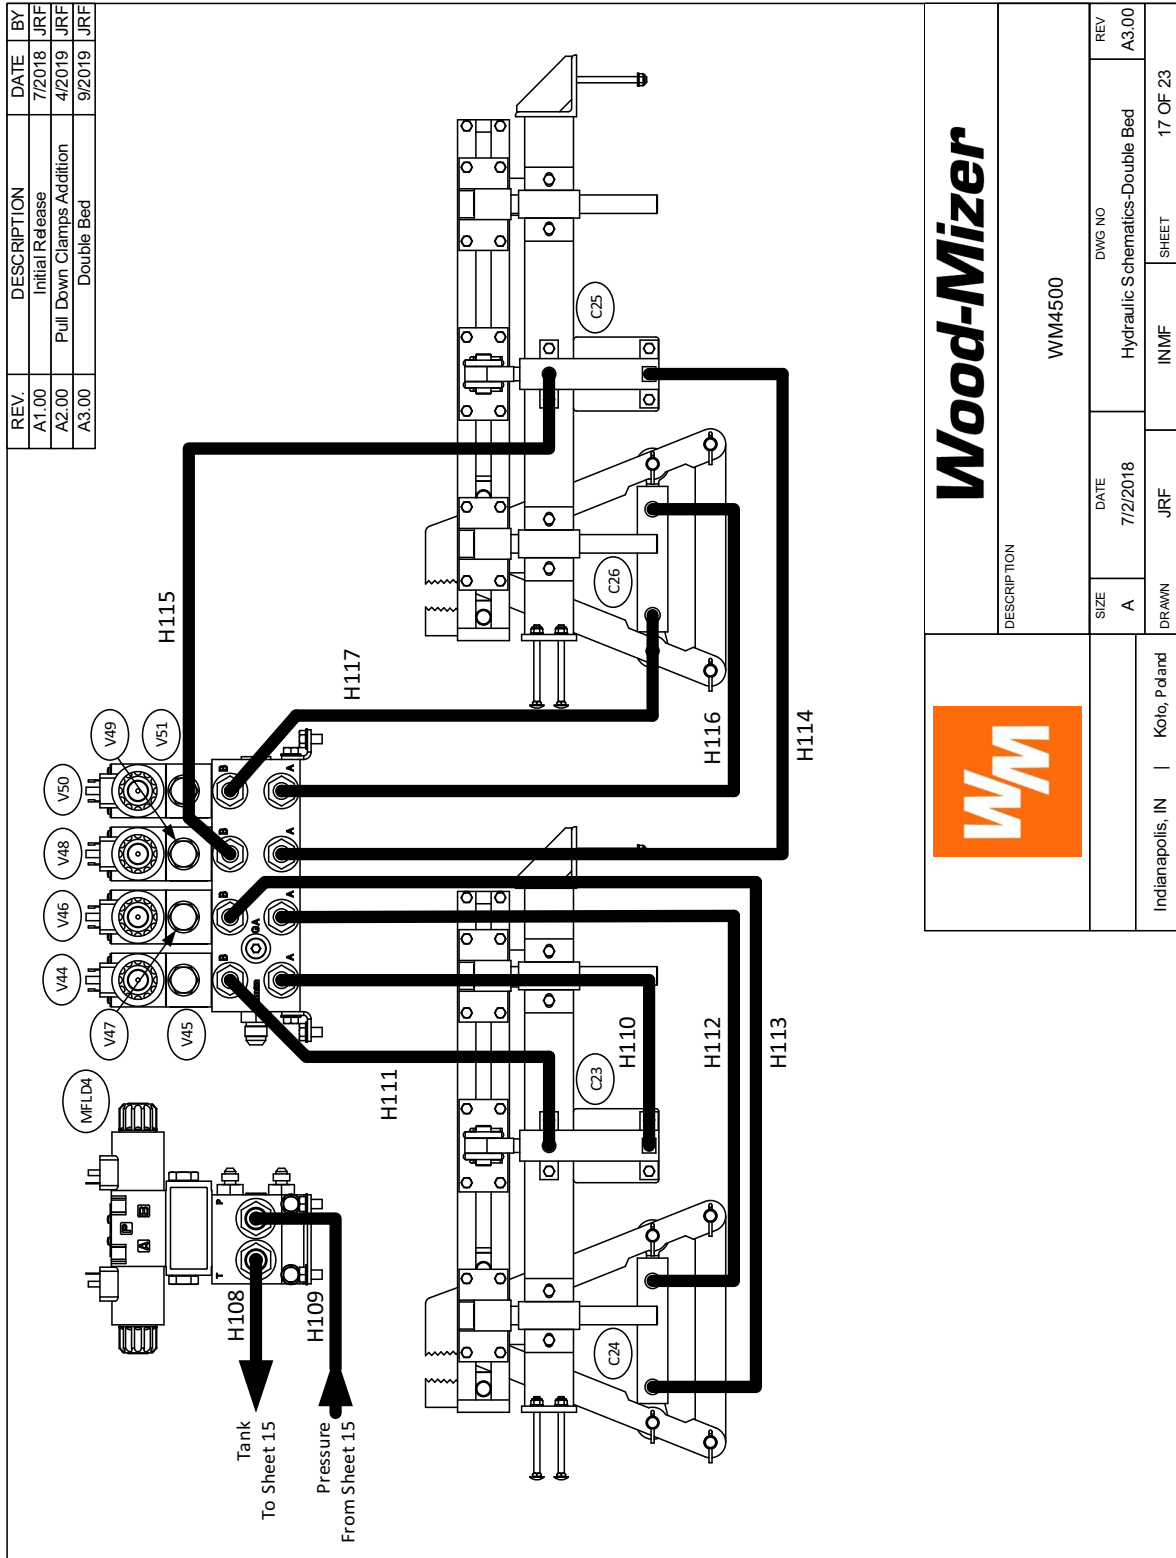 REV. DESCRIPTION DATE BY
A1.00 Initial Release 7/2018 JRF
A2.00 Pull Down Clamps Addition 4/2019 JRF
A3.00 Double Bed 9/2019 JRF
MFLD4
V47
V45
V44
V46
V48
V50
V49
V51
A
P
B
T
P
B
B
B
B
A
A
A
A
GA
H108
H109
Tank
To Sheet 15
Pressure
From Sheet 15
H111
H110
H112
H113
H115
H117
H116
H114
C23
C24
C25
C26
WM
Wood-Mizer
DESCRIPTION
WM4500
SIZE
A
DATE
7/2/2018
DWG NO
Hydraulic Schematics-Double Bed
REV
A3.00
Indianapolis, IN | Koło, Poland
DRAWN
JRF
INMF
SHEET
17 OF 23